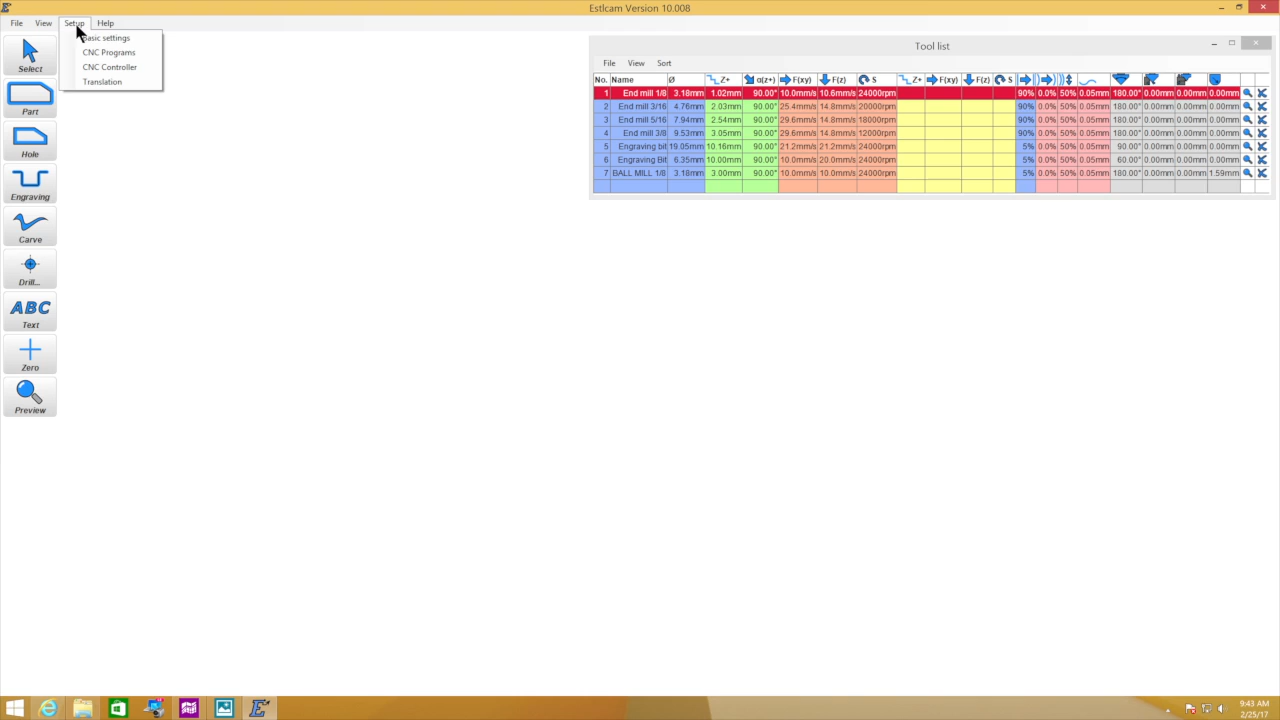 Estlcam Version 10.008
File View Setup Help
Basic settings
CNC Programs
CNC Controller
Translation
Select
Part
Hole
Engraving
Carve
Drill...
ABC
Text
Zero
Preview
Tool list
File View Sort
No. Name Ø Z+ α(z+) F(xy) F(z) S Z+ F(xy) F(z) S
1 End mill 1/8 3.18mm 1.02mm 90.00° 10.0mm/s 10.6mm/s 24000rpm 90% 0.0% 50% 0.05mm 180.00° 0.00mm 0.00mm 0.00mm
2 End mill 3/16 4.76mm 2.03mm 90.00° 25.4mm/s 14.8mm/s 24000rpm 90% 0.0% 50% 0.05mm 180.00° 0.00mm 0.00mm 0.00mm
3 End mill 5/16 7.94mm 2.54mm 90.00° 29.6mm/s 14.8mm/s 18000rpm 90% 0.0% 50% 0.05mm 180.00° 0.00mm 0.00mm 0.00mm
4 End mill 3/8 9.53mm 3.05mm 90.00° 29.6mm/s 14.8mm/s 12000rpm 90% 0.0% 50% 0.05mm 180.00° 0.00mm 0.00mm 0.00mm
5 Engraving bit 19.05mm 10.16mm 90.00° 21.2mm/s 21.2mm/s 24000rpm 5% 0.0% 50% 0.05mm 90.00° 0.00mm 0.00mm 0.00mm
6 Engraving Bit 6.35mm 10.00mm 90.00° 10.0mm/s 20.0mm/s 24000rpm 5% 0.0% 50% 0.05mm 60.00° 0.00mm 0.00mm 0.00mm
7 BALL MILL 1/8 3.18mm 3.00mm 90.00° 10.0mm/s 10.0mm/s 24000rpm 5% 0.0% 50% 0.05mm 180.00° 0.00mm 0.00mm 1.59mm
9:43 AM
2/25/17